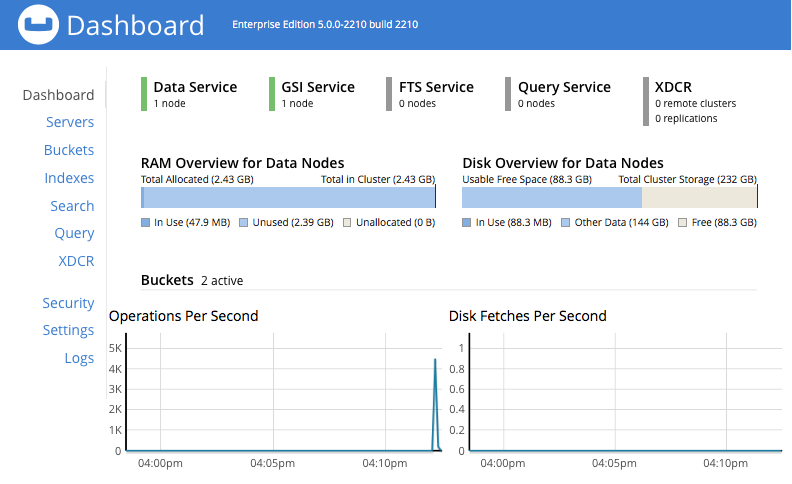 Dashboard Enterprise Edition 5.0.0-2210 build 2210
Dashboard
Servers
Buckets
Indexes
Search
Query
XDCR
Security
Settings
Logs
Data Service
1 node
GSI Service
1 node
FTS Service
0 nodes
Query Service
0 nodes
XDCR
0 remote clusters
0 replications
RAM Overview for Data Nodes
Total Allocated (2.43 GB) Total in Cluster (2.43 GB)
In Use (47.9 MB) Unused (2.39 GB) Unallocated (0 B)
Disk Overview for Data Nodes
Usable Free Space (88.3 GB) Total Cluster Storage (232 GB)
In Use (88.3 MB) Other Data (144 GB) Free (88.3 GB)
Buckets 2 active
Operations Per Second
5K
4K
3K
2K
1K
0
04:00pm 04:05pm 04:10pm
Disk Fetches Per Second
1
0.8
0.6
0.4
0.2
0
04:00pm 04:05pm 04:10pm